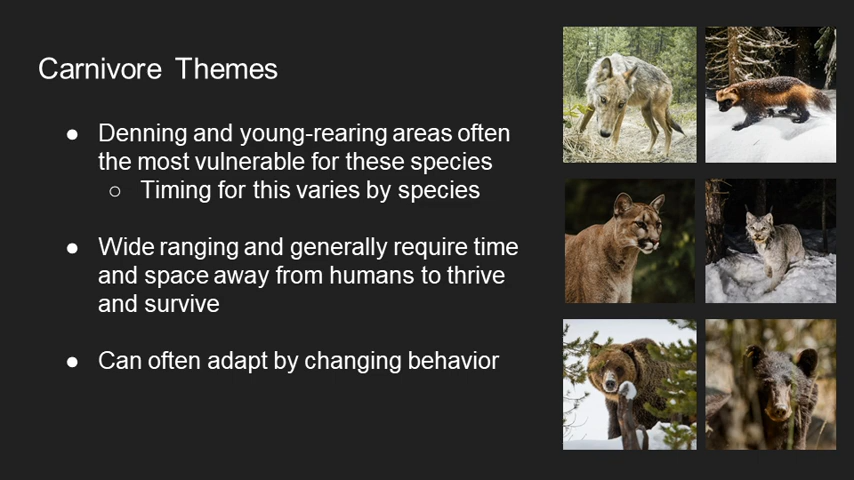 Carnivore Themes
● Denning and young-rearing areas often
the most vulnerable for these species
○ Timing for this varies by species
● Wide ranging and generally require time
and space away from humans to thrive
and survive
● Can often adapt by changing behavior